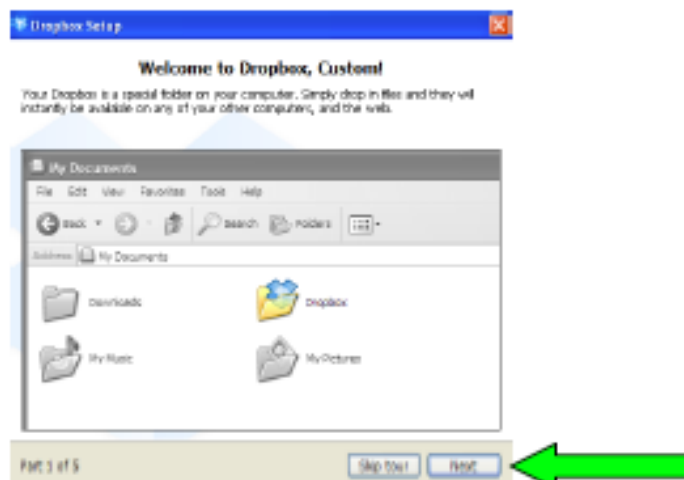 Dropbox Setup
Welcome to Dropbox, Custom!
Your Dropbox is a special folder on your computer. Simply drop in files and they will
instantly be available on any of your other computers, and the web.
My Documents
File Edit View Favorites Tools Help
Back Search Folders
Address My Documents
Downloads Dropbox
My Music My Pictures
Part 1 of 5 Skip tour Next